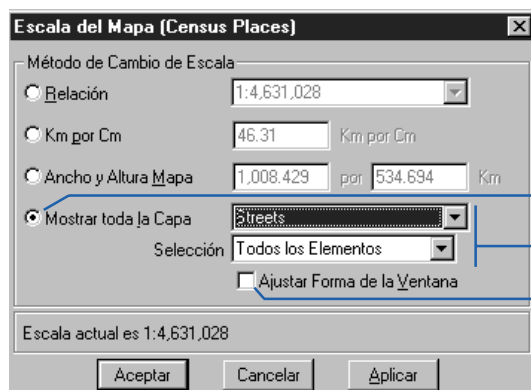 Escala del Mapa (Census Places)
Método de Cambio de Escala
Relación 1:4,631,028
Km por Cm 46.31 Km por Cm
Ancho y Altura Mapa 1,008.429 por 534.694 Km
Mostrar toda la Capa Streets
Selección Todos los Elementos
Ajustar Forma de la Ventana
Escala actual es 1:4,631,028
Aceptar Cancelar Aplicar